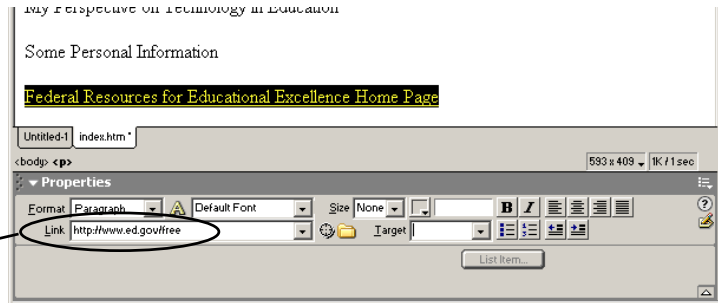 My Perspective on Technology in Education
Some Personal Information
Federal Resources for Educational Excellence Home Page
Untitled-1 index.htm*
<body> <p> 593 x 409 1K / 1 sec
Properties
Format Paragraph Default Font Size None B I
Link http://www.ed.gov/free Target
List Item...